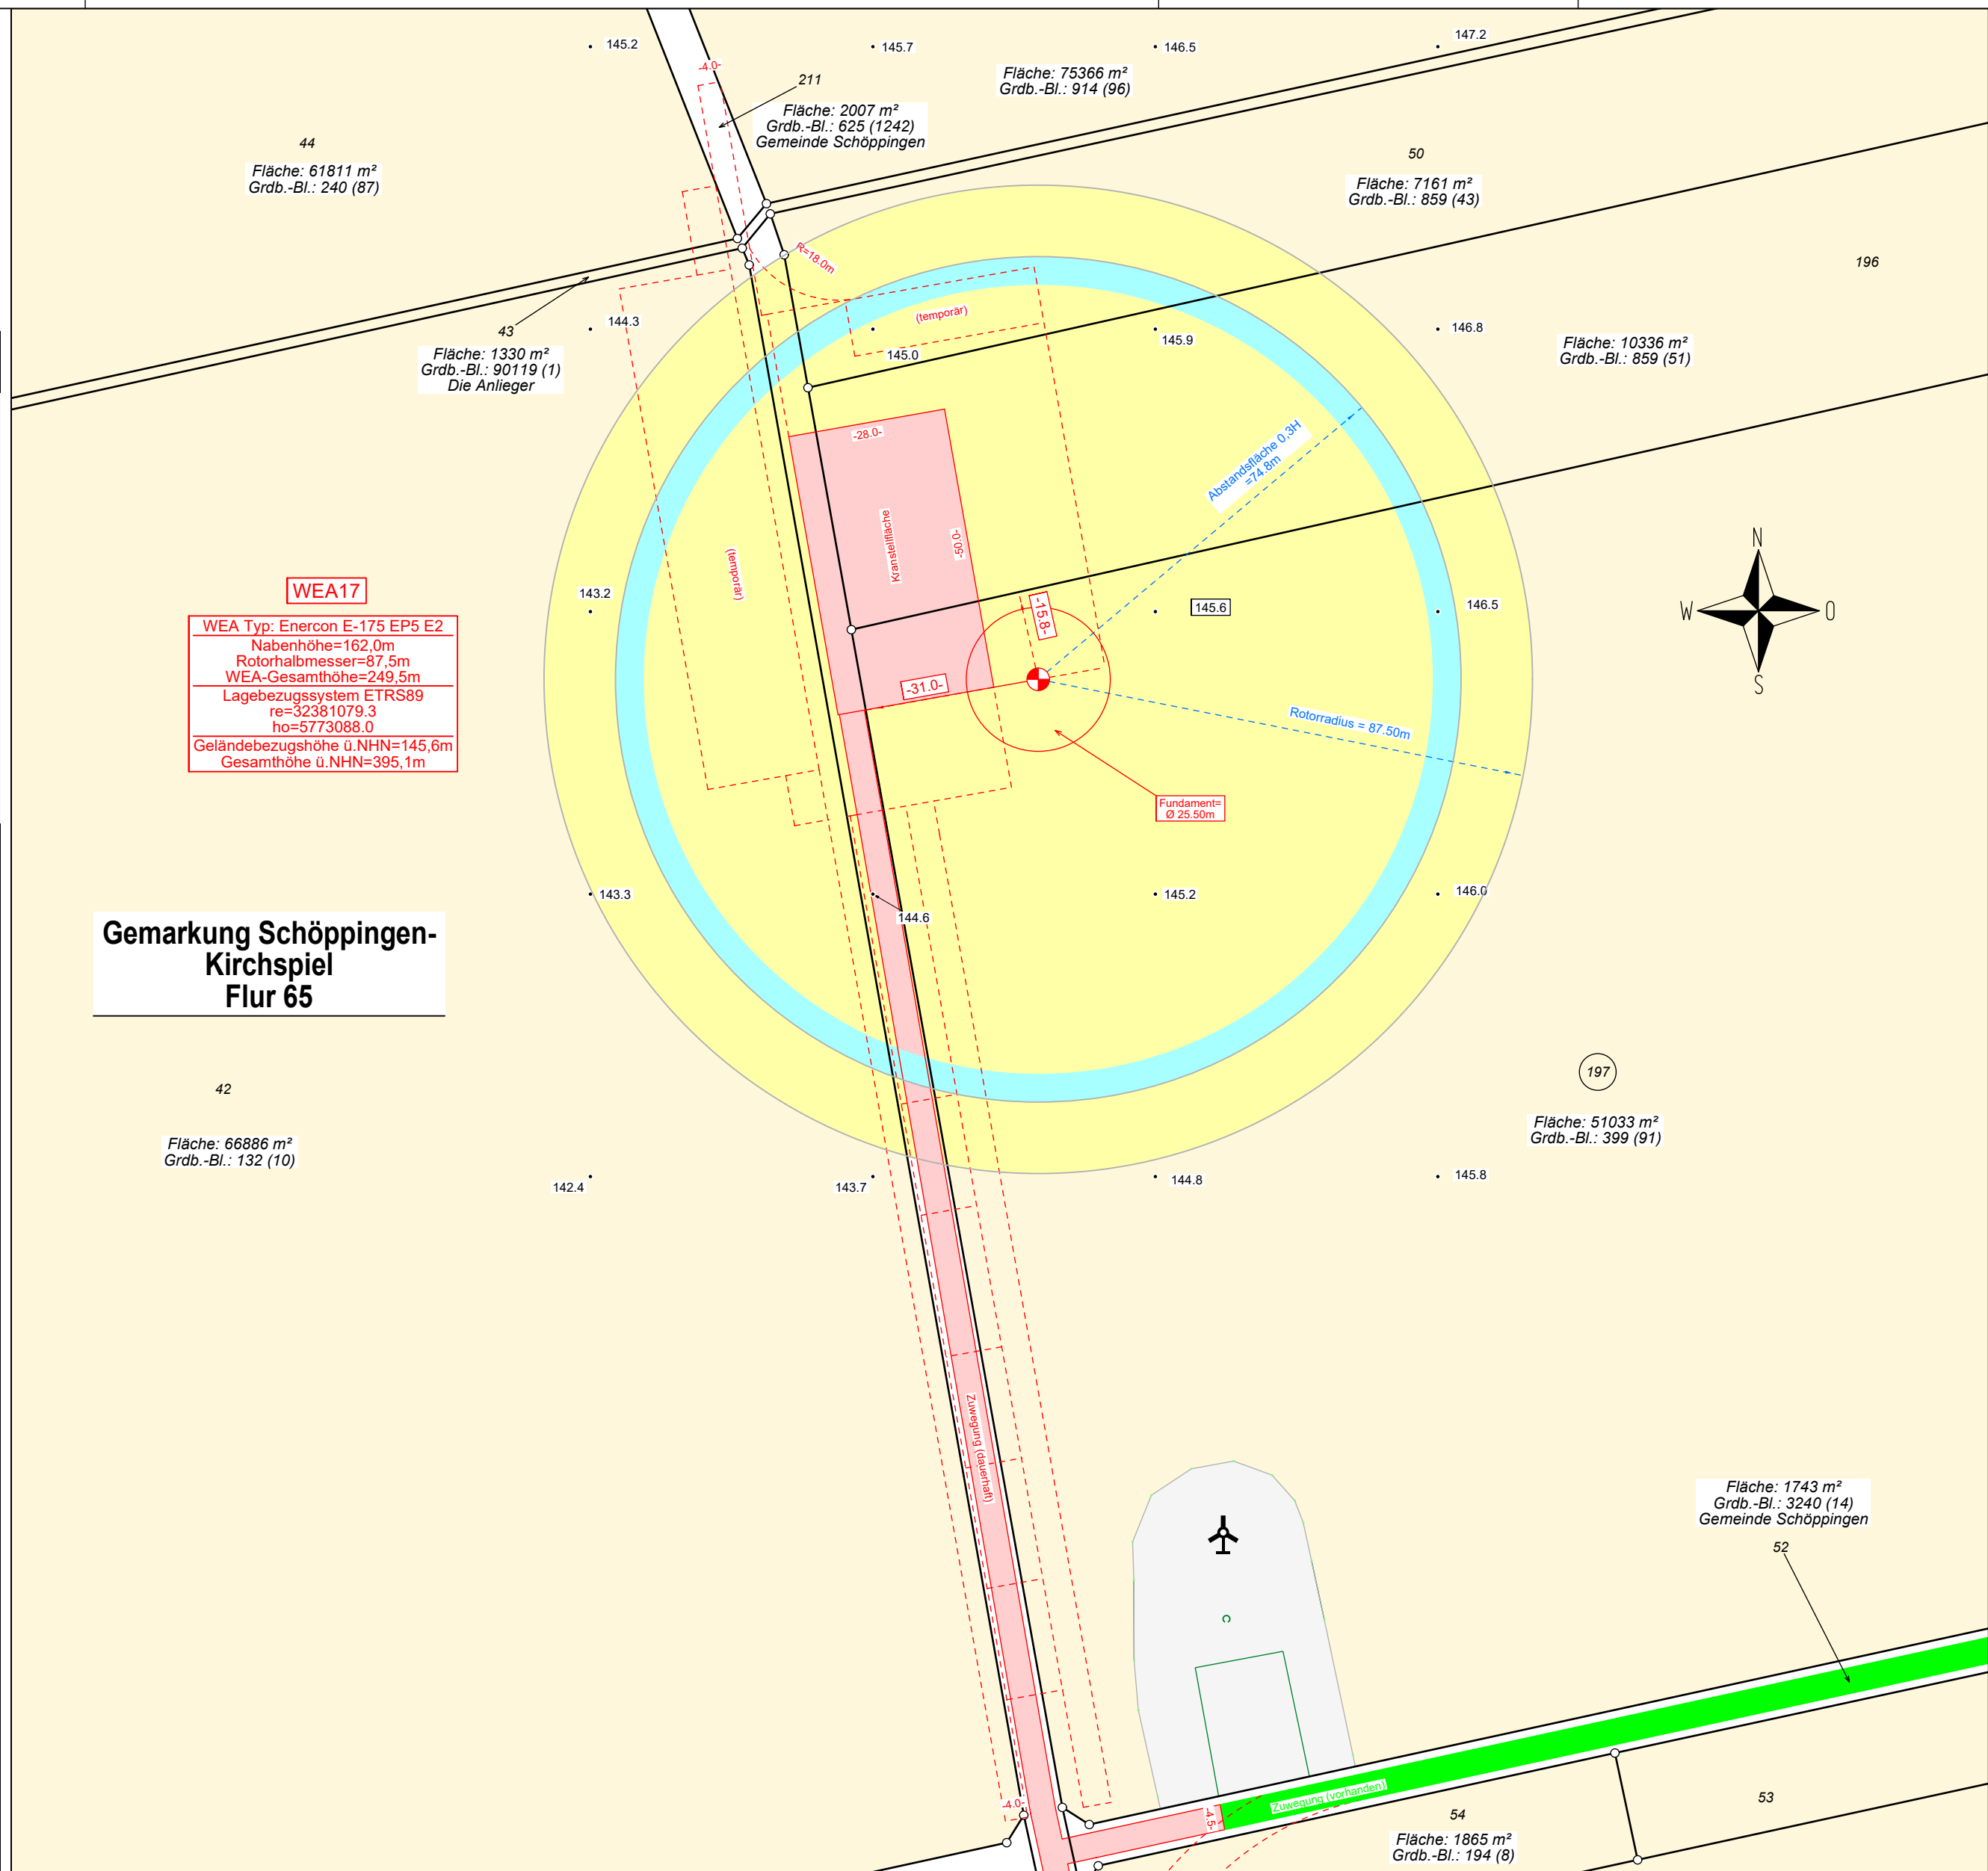 145.2
145.7
146.5
147.2
-4.0-
211
Fläche: 75366 m²
Grdb.-Bl.: 914 (96)
Fläche: 2007 m²
Grdb.-Bl.: 625 (1242)
Gemeinde Schöppingen
44
Fläche: 61811 m²
Grdb.-Bl.: 240 (87)
50
Fläche: 7161 m²
Grdb.-Bl.: 859 (43)
196
R=18.0m
43
Fläche: 1330 m²
Grdb.-Bl.: 90119 (1)
Die Anlieger
144.3
(temporär)
145.0
145.9
146.8
Fläche: 10336 m²
Grdb.-Bl.: 859 (51)
-28.0-
Kranstellfläche
-50.0-
(temporär)
Abstandsfläche 0,3H
=74.8m
N
W
O
S
WEA17
WEA Typ: Enercon E-175 EP5 E2
Nabenhöhe=162,0m
Rotorhalbmesser=87,5m
WEA-Gesamthöhe=249,5m
Lagebezugssystem ETRS89
re=32381079.3
ho=5773088.0
Geländebezugshöhe ü.NHN=145,6m
Gesamthöhe ü.NHN=395,1m
143.2
-15.8-
145.6
146.5
-31.0-
Rotorradius = 87.50m
Fundament=
Ø 25.50m
143.3
144.6
145.2
146.0
Gemarkung Schöppingen-
Kirchspiel
Flur 65
42
Fläche: 66886 m²
Grdb.-Bl.: 132 (10)
197
Fläche: 51033 m²
Grdb.-Bl.: 399 (91)
142.4
143.7
144.8
145.8
Zuwegung (dauerhaft)
Fläche: 1743 m²
Grdb.-Bl.: 3240 (14)
Gemeinde Schöppingen
52
-4.0-
-4.5-
Zuwegung (vorhanden)
54
Fläche: 1865 m²
Grdb.-Bl.: 194 (8)
53